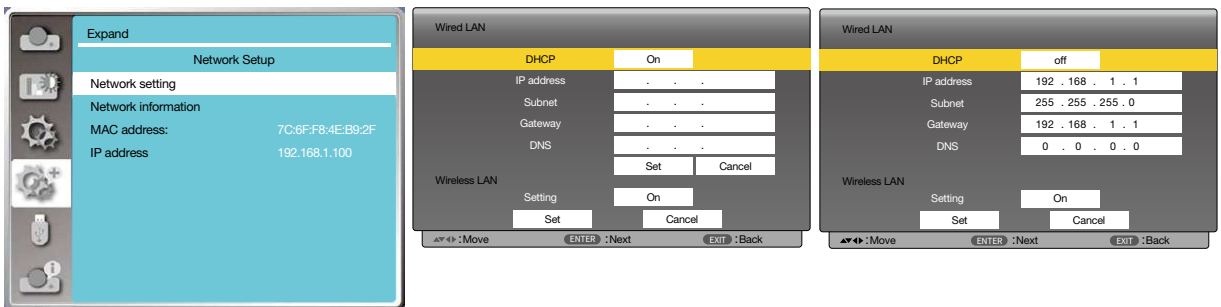 Expand
Network Setup
Network setting
Network information
MAC address: 7C:6F:F8:4E:B9:2F
IP address 192.168.1.100
Wired LAN
DHCP On
IP address . . .
Subnet . . .
Gateway . . .
DNS . . .
Set Cancel
Wireless LAN
Setting On
Set Cancel
▲▼◀▶:Move ENTER :Next EXIT :Back
Wired LAN
DHCP off
IP address 192 . 168 . 1 . 1
Subnet 255 . 255 . 255 . 0
Gateway 192 . 168 . 1 . 1
DNS 0 . 0 . 0 . 0
Wireless LAN
Setting On
Set Cancel
▲▼◀▶:Move ENTER :Next EXIT :Back